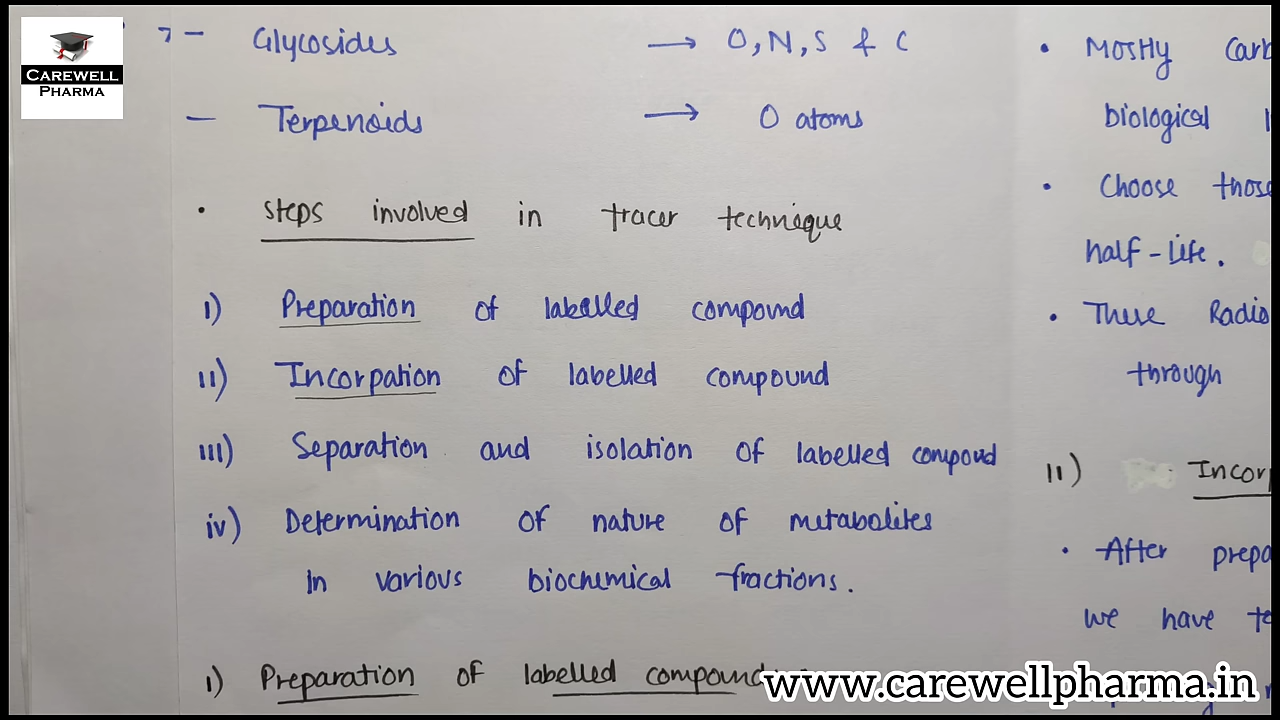 CAREWELL
PHARMA
- Glycosides → O, N, S & C
- Terpenoids → O atoms
• Steps involved in tracer technique
i) Preparation of labelled compound
ii) Incorpation of labelled compound
iii) Separation and isolation of labelled compoud
iv) Determination of nature of metabolites
in various biochemical fractions.
i) Preparation of labelled compound
• Mostly Carb
biological
• Choose those
half-life.
• These Radio
through
ii) Incor
• After prepa
we have to
www.carewellpharma.in